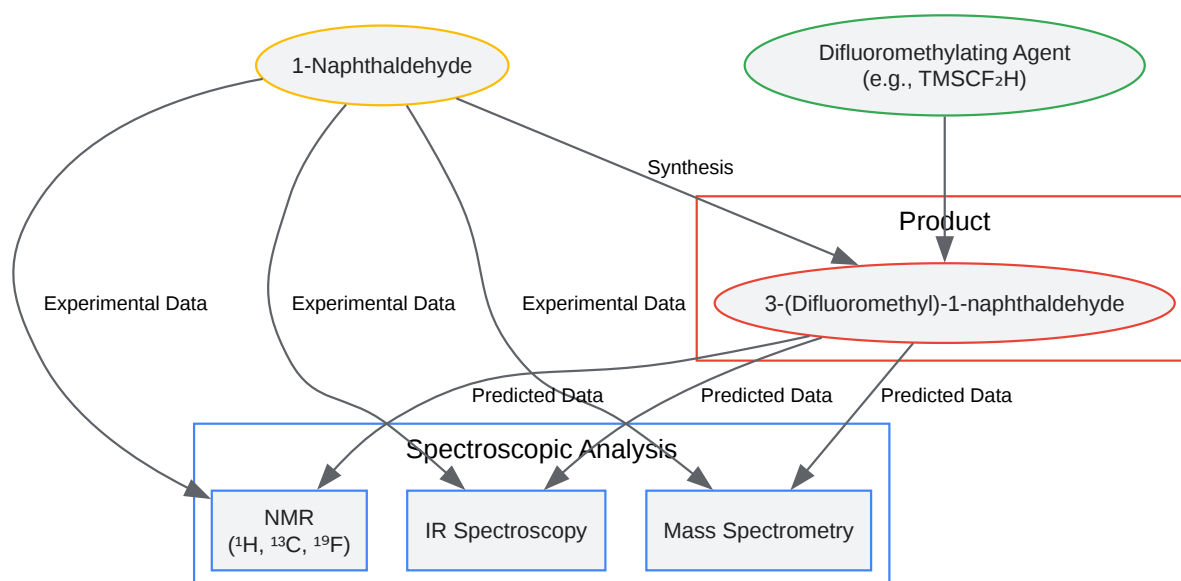 1-Naphthaldehyde
Difluoromethylating Agent
(e.g., TMSCF₂H)
Synthesis
Product
Experimental Data
Experimental Data
Experimental Data
3-(Difluoromethyl)-1-naphthaldehyde
Predicted Data
Predicted Data
Predicted Data
Spectroscopic Analysis
NMR
(¹H, ¹³C, ¹⁹F)
IR Spectroscopy
Mass Spectrometry